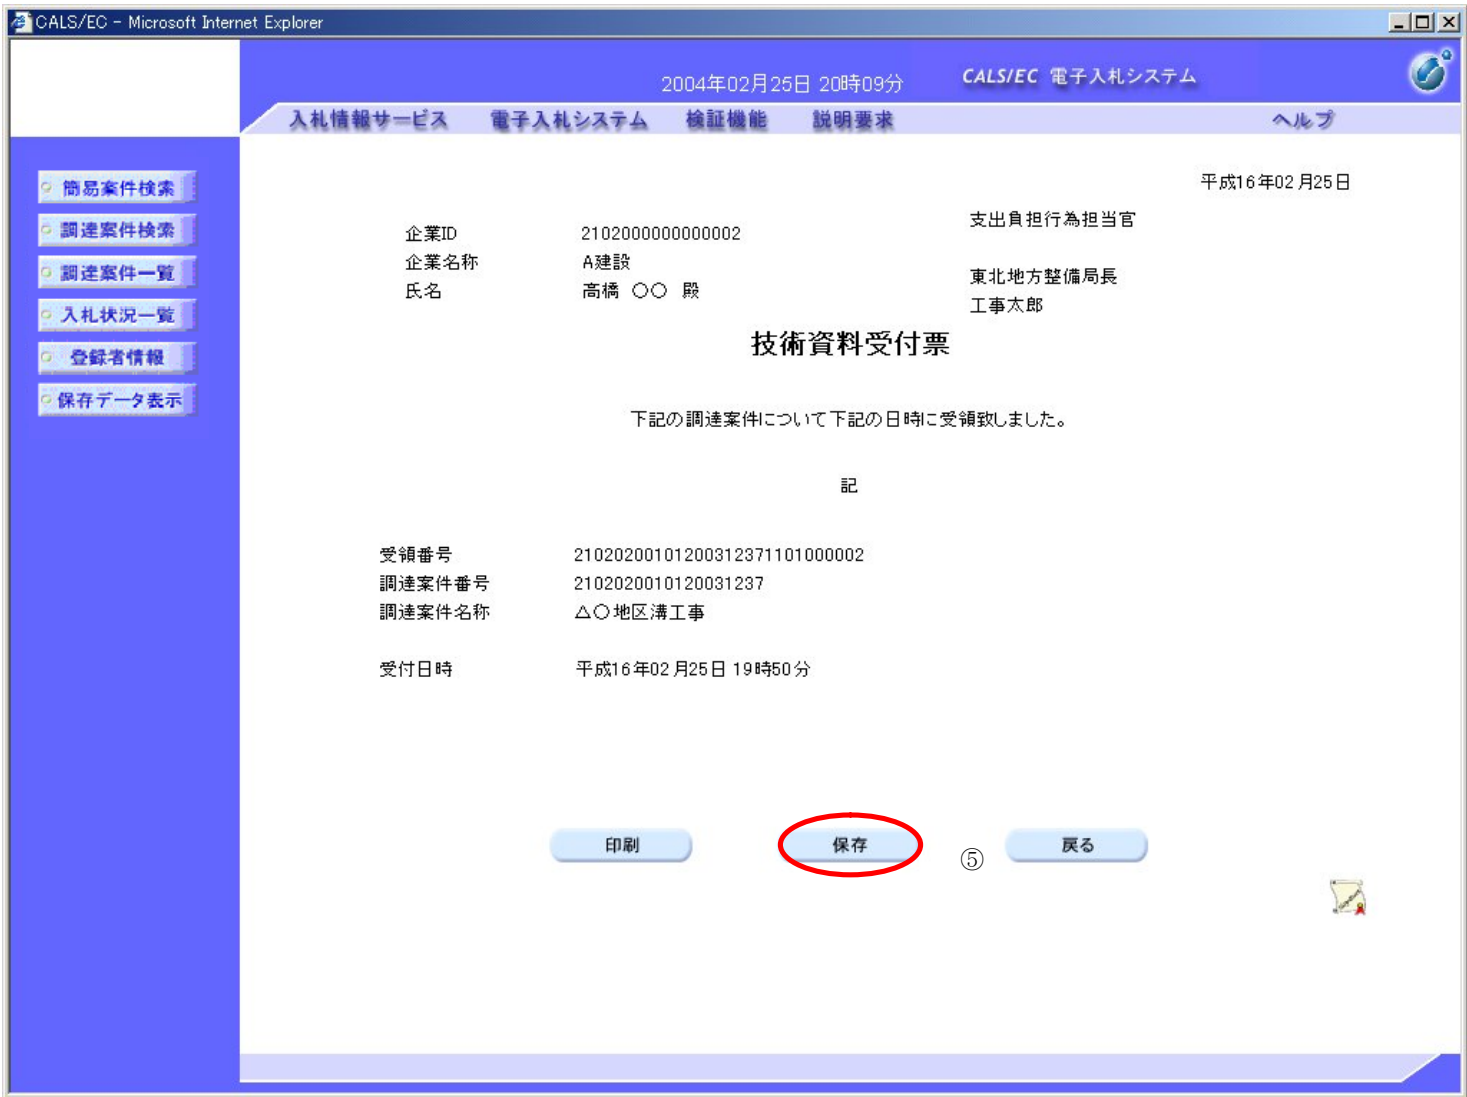 CALS/EC - Microsoft Internet Explorer
2004年02月25日 20時09分
CALS/EC 電子入札システム
入札情報サービス 電子入札システム 検証機能 説明要求 ヘルプ
簡易案件検索
調達案件検索
調達案件一覧
入札状況一覧
登録者情報
保存データ表示
平成16年02月25日
支出負担行為担当官
企業ID 2102000000000002
企業名称 A建設
東北地方整備局長
氏名 高橋 〇〇 殿
工事太郎
技術資料受付票
下記の調達案件について下記の日時に受領致しました。
記
受領番号 21020200101200312371101000002
調達案件番号 2102020010120031237
調達案件名称 △〇地区溝工事
受付日時 平成16年02月25日 19時50分
印刷 保存 ⑤ 戻る